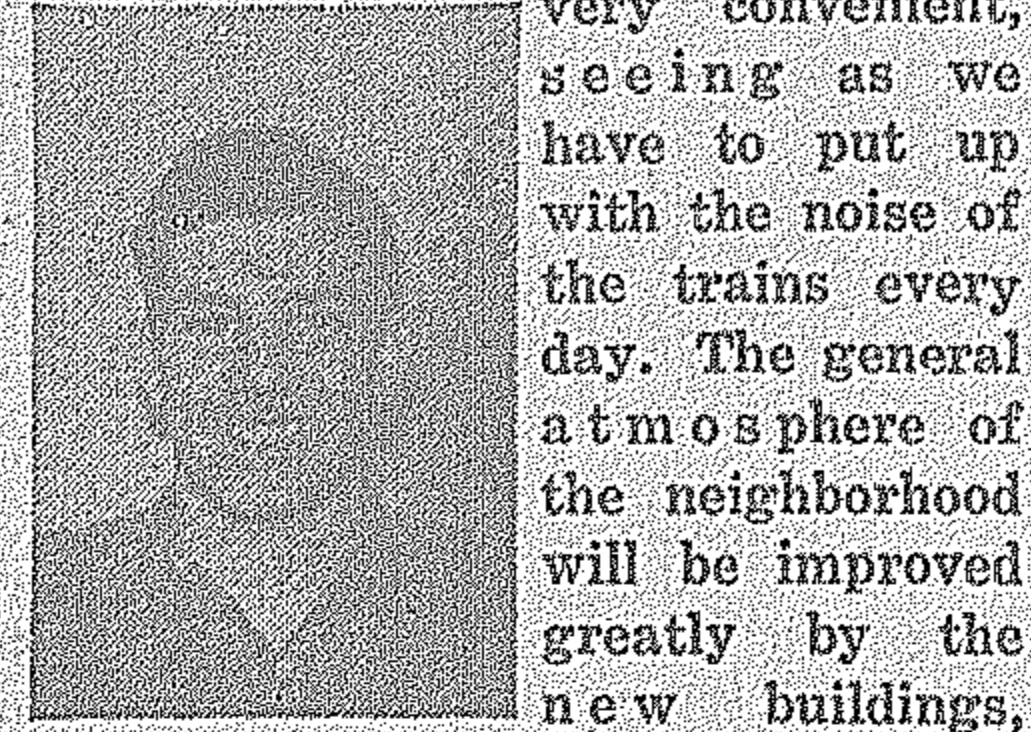 very convenient,
seeing as we
have to put up
with the noise of
the trains every
day. The general
atmosphere of
the neighborhood
will be improved
greatly by the
new buildings,